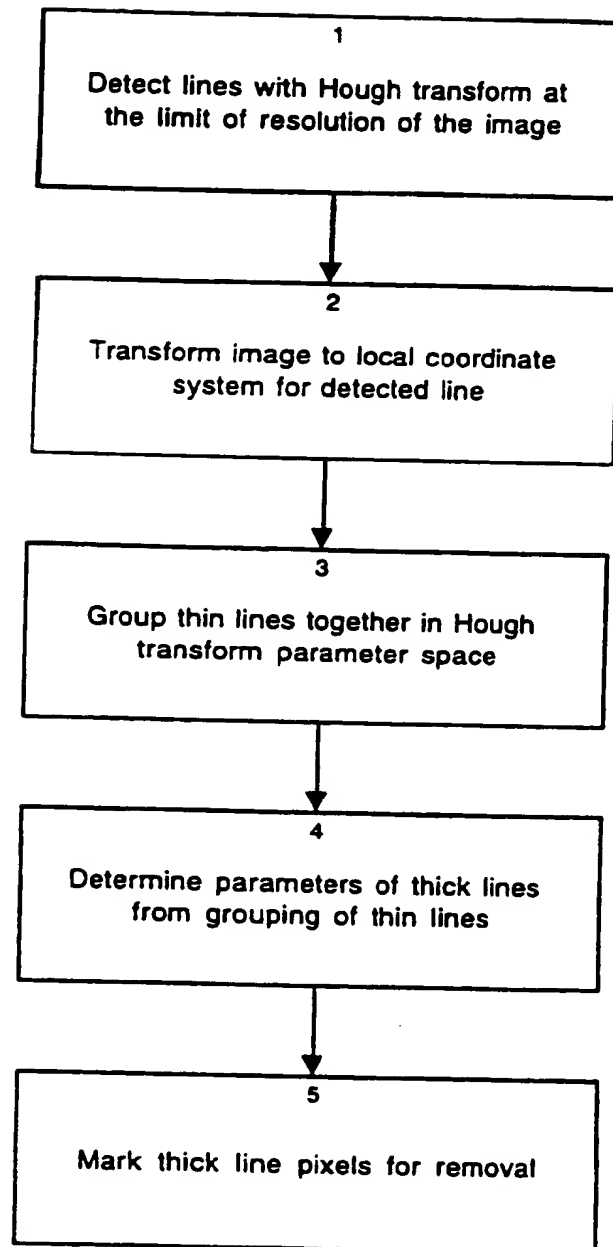 1
Detect lines with Hough transform at
the limit of resolution of the image
2
Transform image to local coordinate
system for detected line
3
Group thin lines together in Hough
transform parameter space
4
Determine parameters of thick lines
from grouping of thin lines
5
Mark thick line pixels for removal